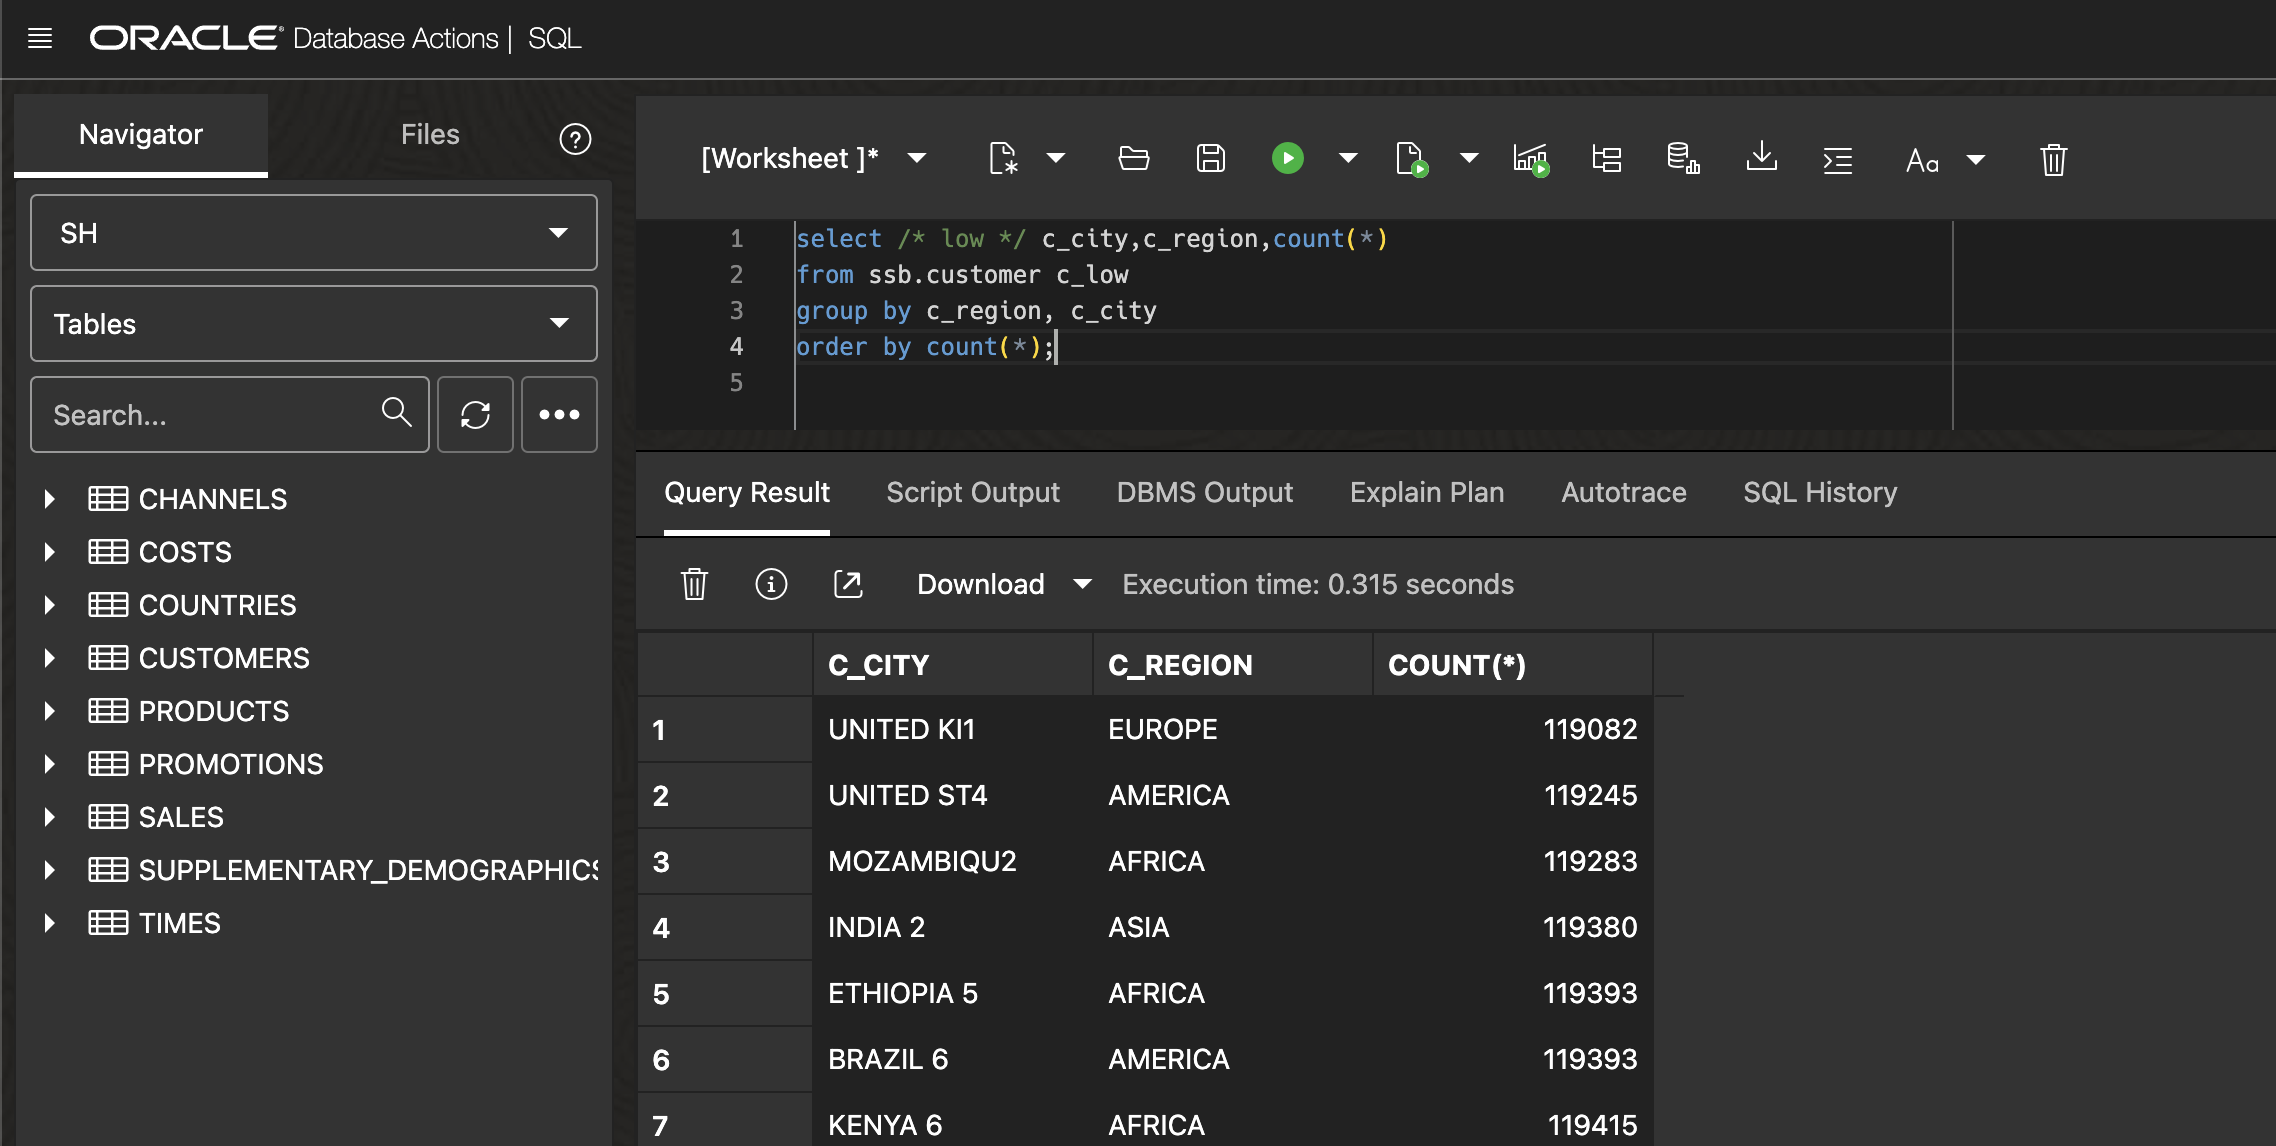 ORACLE Database Actions | SQL
Navigator
Files
SH
Tables
Search...
CHANNELS
COSTS
COUNTRIES
CUSTOMERS
PRODUCTS
PROMOTIONS
SALES
SUPPLEMENTARY_DEMOGRAPHICS
TIMES
[Worksheet ]*
Aa
1 select /* low */ c_city,c_region,count(*)
2 from ssb.customer c_low
3 group by c_region, c_city
4 order by count(*);
5
Query Result Script Output DBMS Output Explain Plan Autotrace SQL History
Download Execution time: 0.315 seconds
C_CITY C_REGION COUNT(*)
1 UNITED KI1 EUROPE 119082
2 UNITED ST4 AMERICA 119245
3 MOZAMBIQU2 AFRICA 119283
4 INDIA 2 ASIA 119380
5 ETHIOPIA 5 AFRICA 119393
6 BRAZIL 6 AMERICA 119393
7 KENYA 6 AFRICA 119415